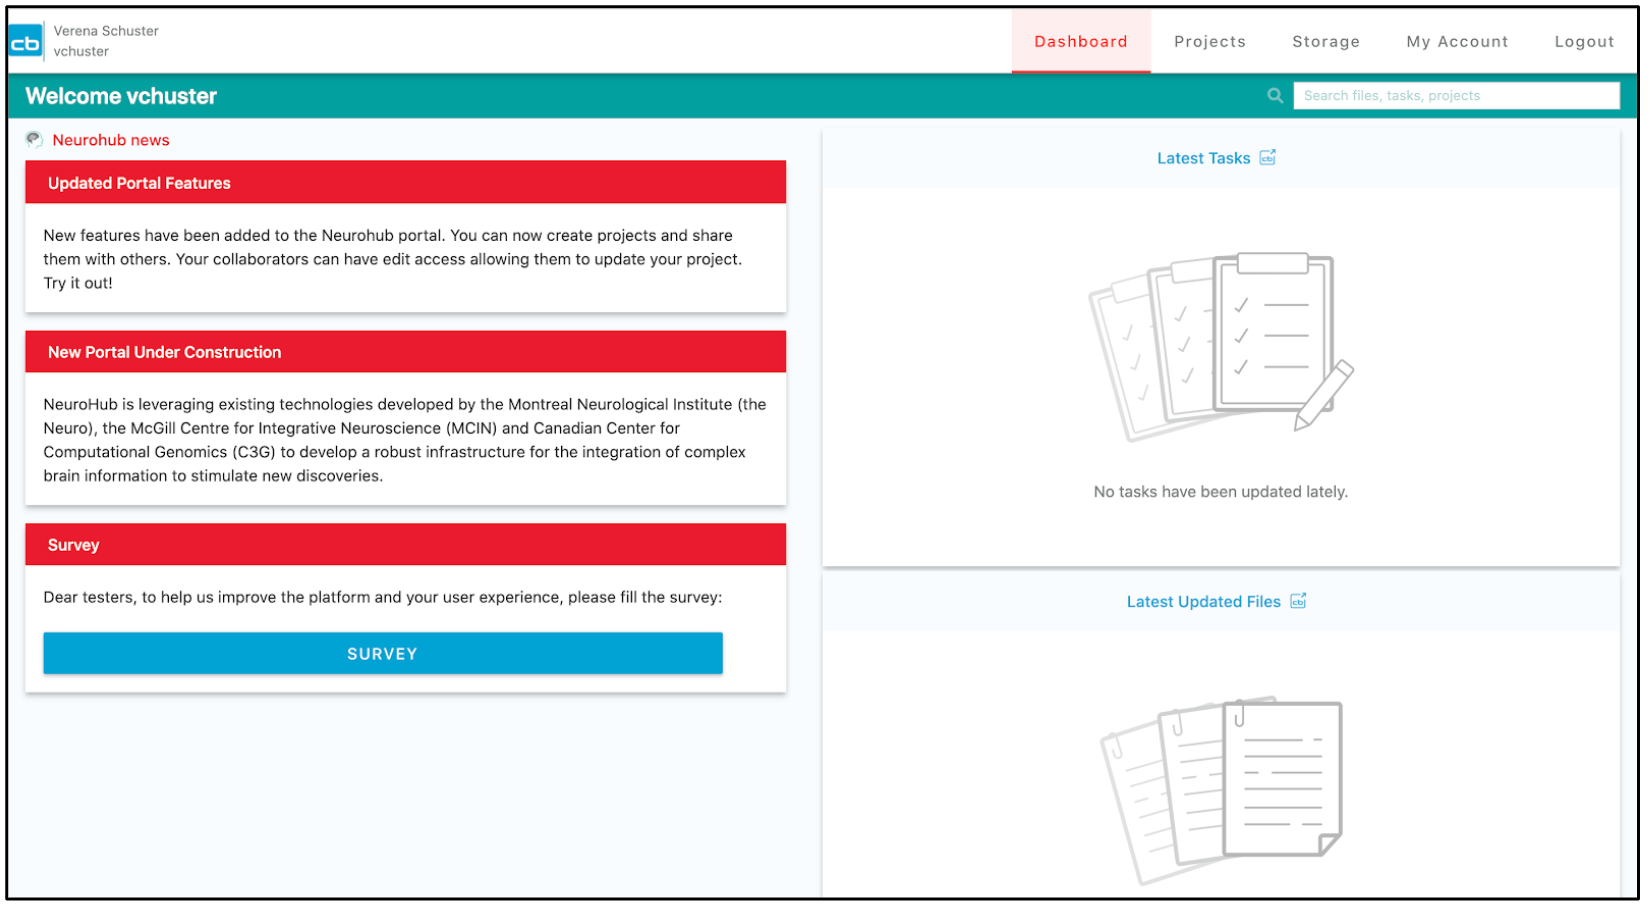 cb
Verena Schuster
vchuster
Dashboard
Projects
Storage
My Account
Logout
Welcome vchuster
Search files, tasks, projects
Neurohub news
Updated Portal Features
New features have been added to the Neurohub portal. You can now create projects and share
them with others. Your collaborators can have edit access allowing them to update your project.
Try it out!
New Portal Under Construction
NeuroHub is leveraging existing technologies developed by the Montreal Neurological Institute (the
Neuro), the McGill Centre for Integrative Neuroscience (MCIN) and Canadian Center for
Computational Genomics (C3G) to develop a robust infrastructure for the integration of complex
brain information to stimulate new discoveries.
Survey
Dear testers, to help us improve the platform and your user experience, please fill the survey:
SURVEY
Latest Tasks cb
No tasks have been updated lately.
Latest Updated Files cb